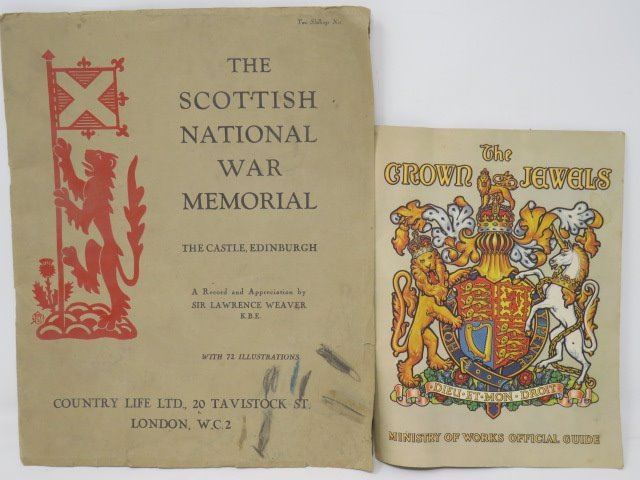 Two Shillings Net
THE
SCOTTISH
NATIONAL
WAR
MEMORIAL
THE CASTLE, EDINBURGH
A Record and Appreciation by
SIR LAWRENCE WEAVER
K.B.E.
WITH 72 ILLUSTRATIONS
COUNTRY LIFE LTD., 20 TAVISTOCK ST.
LONDON, W.C.2
The
CROWN JEWELS
DIEU·ET·MON·DROIT
MINISTRY OF WORKS OFFICIAL GUIDE